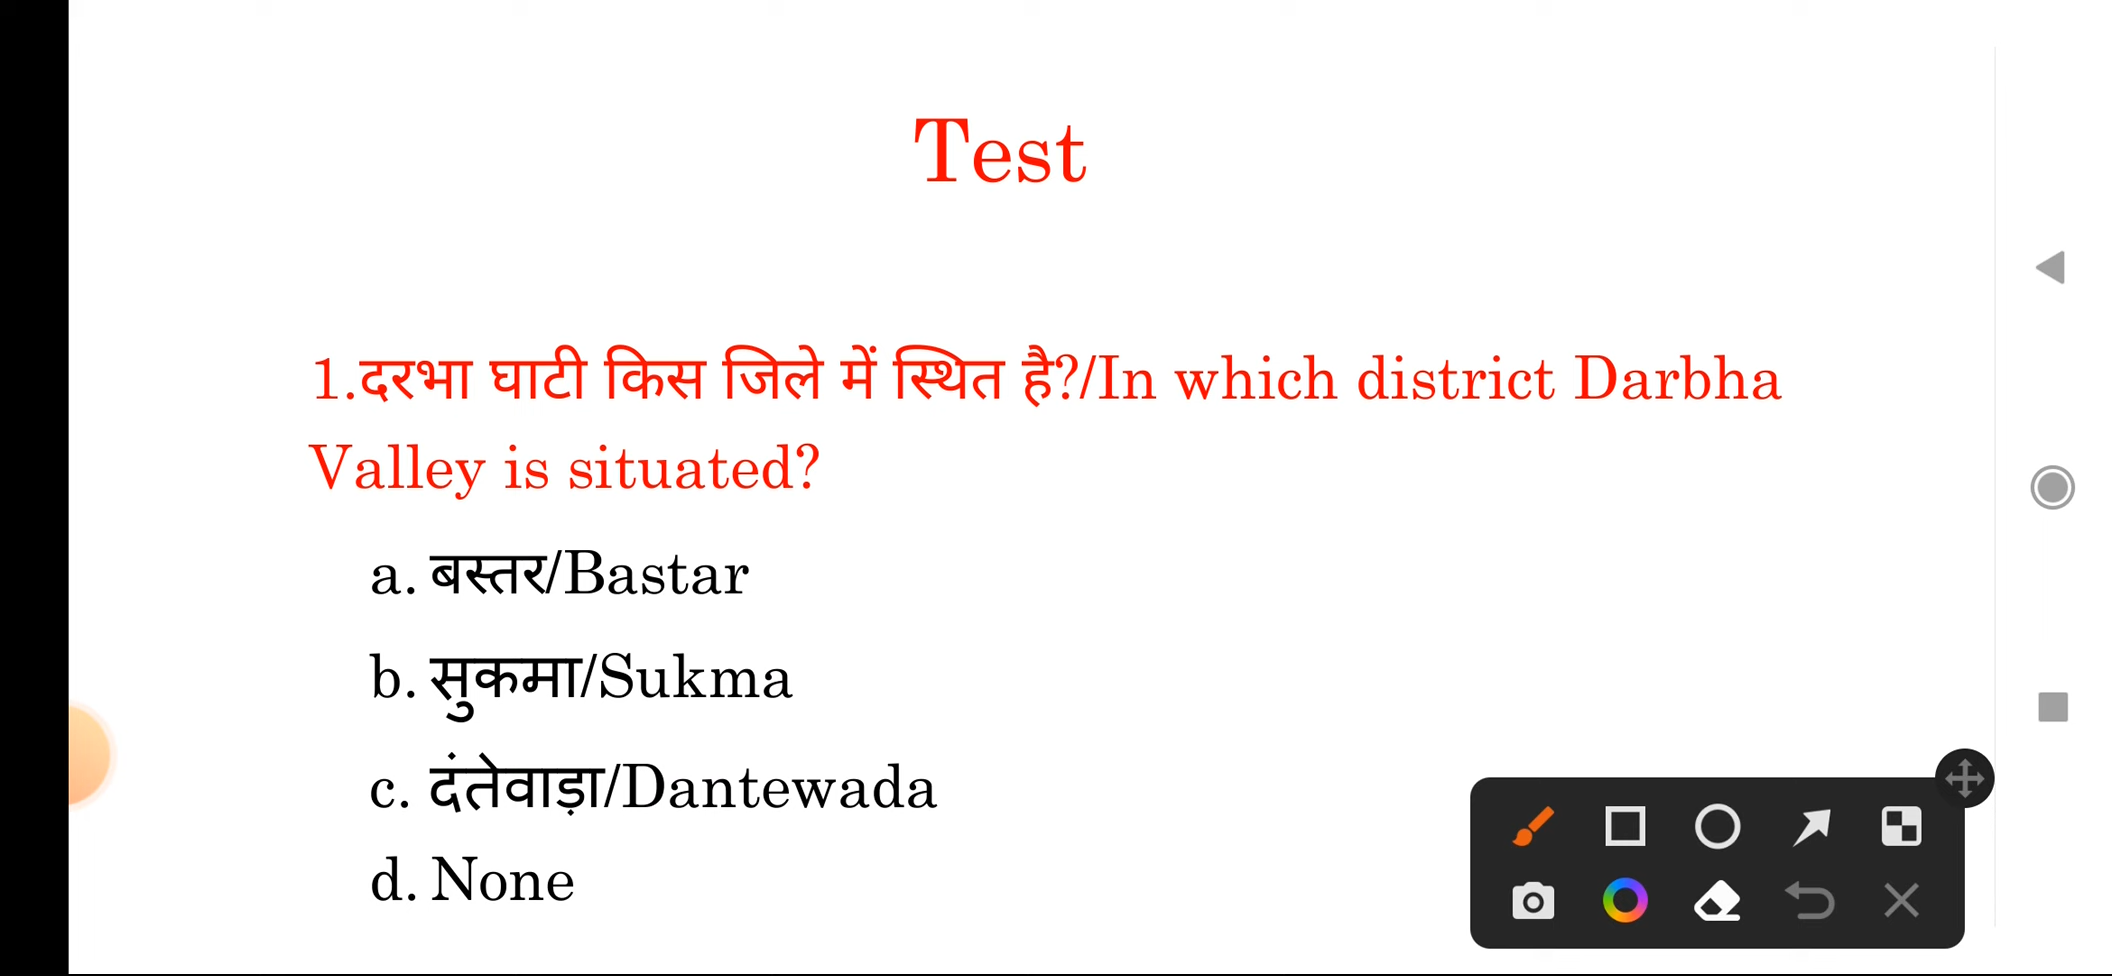 Test
1.दरभा घाटी किस जिले में स्थित है?/In which district Darbha
Valley is situated?
a. बस्तर/Bastar
b. सुकमा/Sukma
c. दंतेवाड़ा/Dantewada
d. None